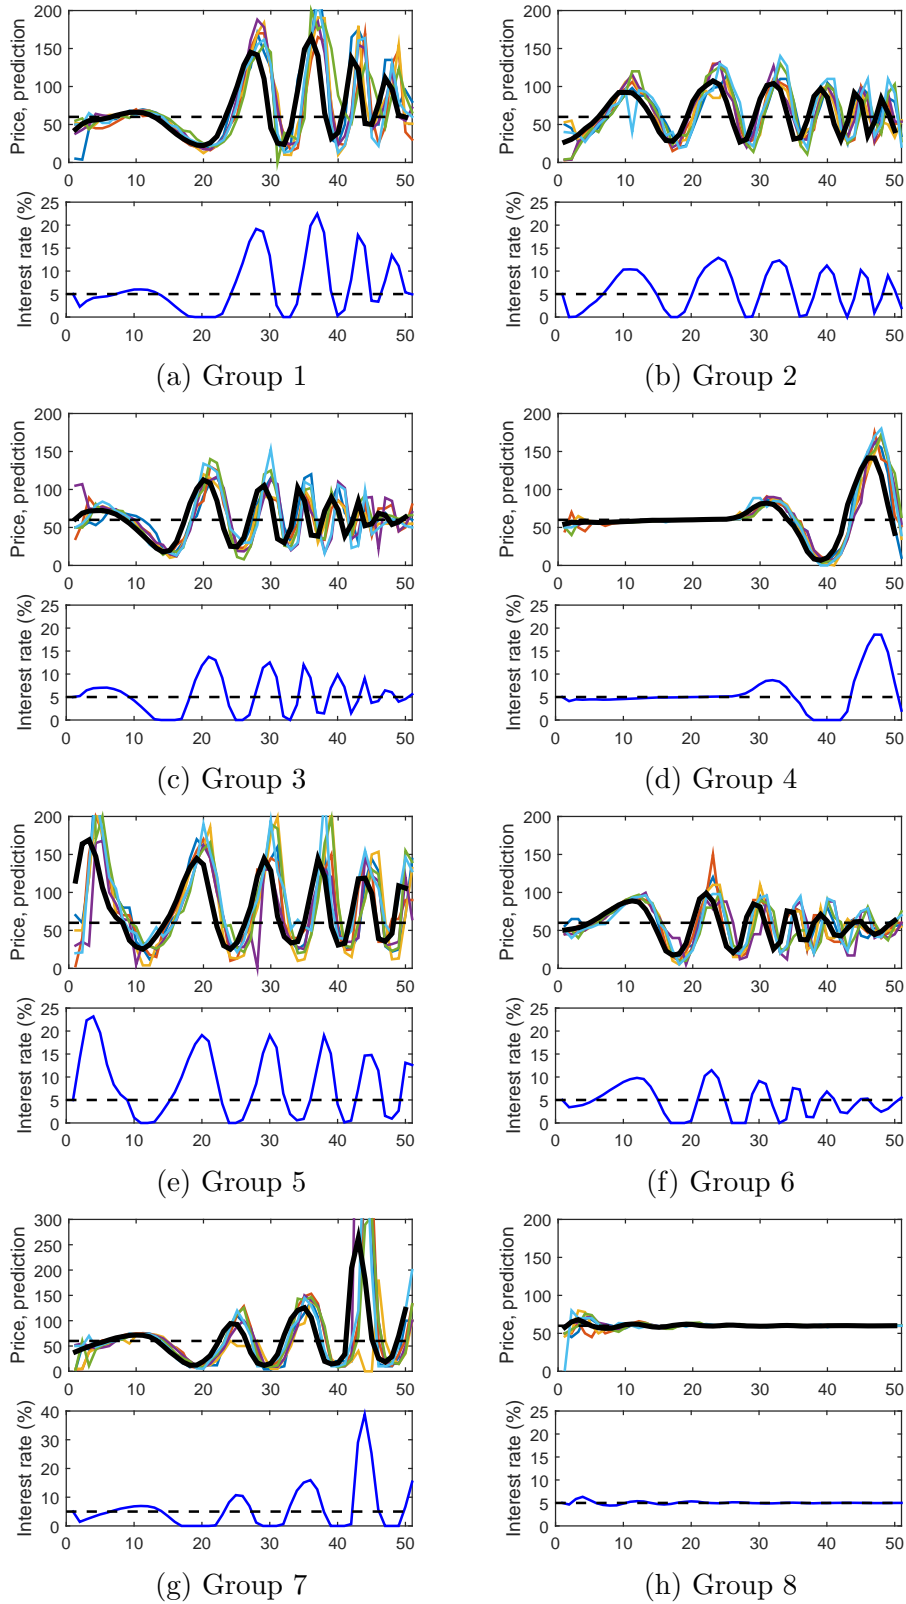 Price, prediction
200
150
100
50
0
0 10 20 30 40 50
Interest rate (%)
25
20
15
10
5
0
0 10 20 30 40 50
(a) Group 1
Price, prediction
200
150
100
50
0
0 10 20 30 40 50
Interest rate (%)
25
20
15
10
5
0
0 10 20 30 40 50
(b) Group 2
Price, prediction
200
150
100
50
0
0 10 20 30 40 50
Interest rate (%)
25
20
15
10
5
0
0 10 20 30 40 50
(c) Group 3
Price, prediction
200
150
100
50
0
0 10 20 30 40 50
Interest rate (%)
25
20
15
10
5
0
0 10 20 30 40 50
(d) Group 4
Price, prediction
200
150
100
50
0
0 10 20 30 40 50
Interest rate (%)
25
20
15
10
5
0
0 10 20 30 40 50
(e) Group 5
Price, prediction
200
150
100
50
0
0 10 20 30 40 50
Interest rate (%)
25
20
15
10
5
0
0 10 20 30 40 50
(f) Group 6
Price, prediction
300
250
200
150
100
50
0
0 10 20 30 40 50
Interest rate (%)
40
30
20
10
0
0 10 20 30 40 50
(g) Group 7
Price, prediction
200
150
100
50
0
0 10 20 30 40 50
Interest rate (%)
25
20
15
10
5
0
0 10 20 30 40 50
(h) Group 8